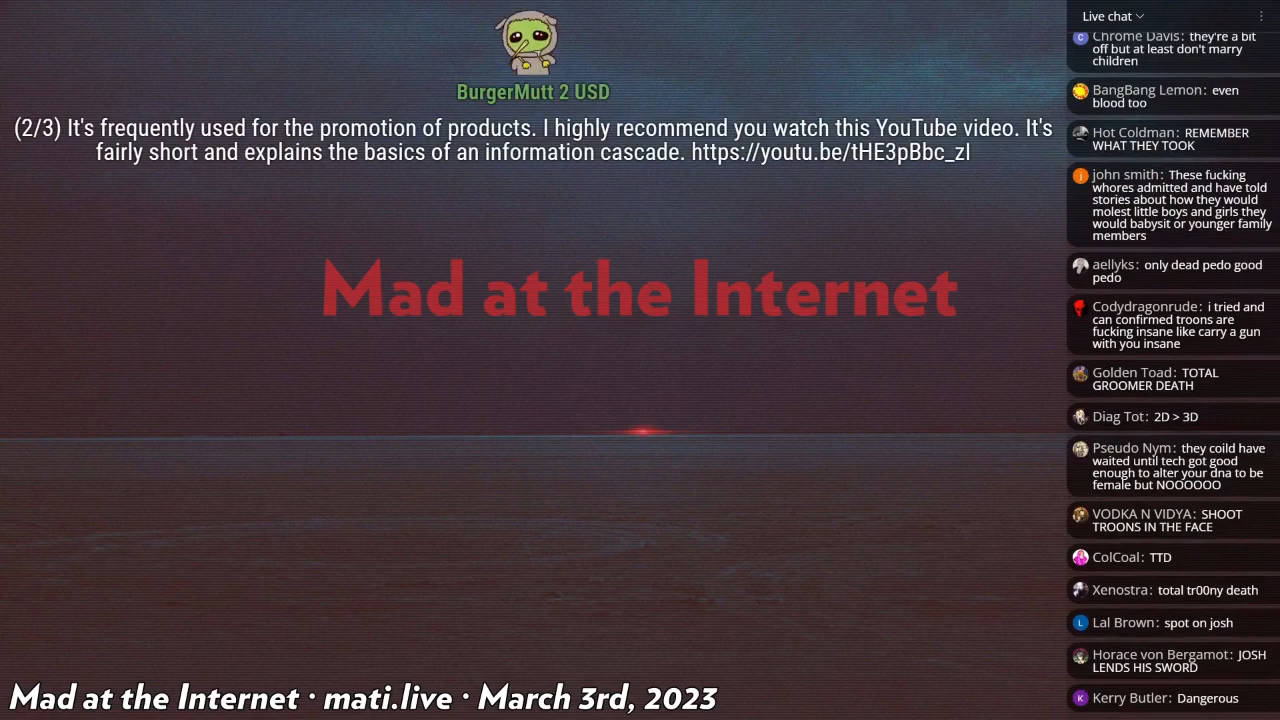 BurgerMutt 2 USD
(2/3) It's frequently used for the promotion of products. I highly recommend you watch this YouTube video. It's
fairly short and explains the basics of an information cascade. https://youtu.be/tHE3pBbc_zI
Mad at the Internet
Mad at the Internet · mati.live · March 3rd, 2023
Live chat
C Chrome Davis: they're a bit
off but at least don't marry
children
BangBang Lemon: even
blood too
Hot Coldman: REMEMBER
WHAT THEY TOOK
j john smith: These fucking
whores admitted and have told
stories about how they would
molest little boys and girls they
would babysit or younger family
members
aellyks: only dead pedo good
pedo
Codydragonrude: i tried and
can confirmed troons are
fucking insane like carry a gun
with you insane
Golden Toad: TOTAL
GROOMER DEATH
Diag Tot: 2D > 3D
Pseudo Nym: they coild have
waited until tech got good
enough to alter your dna to be
female but NOOOOOO
VODKA N VIDYA: SHOOT
TROONS IN THE FACE
ColCoal: TTD
Xenostra: total tr00ny death
L Lal Brown: spot on josh
Horace von Bergamot: JOSH
LENDS HIS SWORD
K Kerry Butler: Dangerous